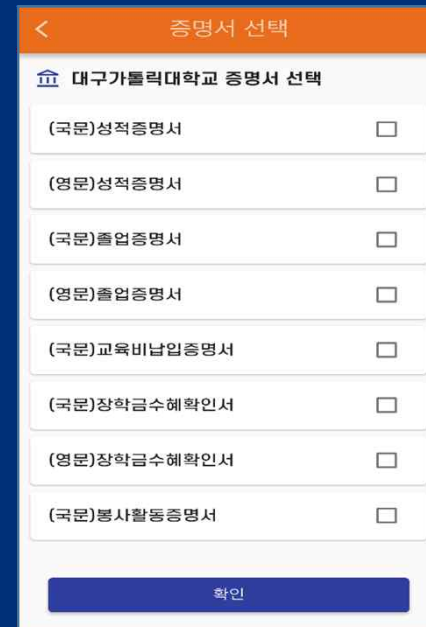 증명서 선택
대구가톨릭대학교 증명서 선택
(국문)성적증명서
(영문)성적증명서
(국문)졸업증명서
(영문)졸업증명서
(국문)교육비납입증명서
(국문)장학금수혜확인서
(영문)장학금수혜확인서
(국문)봉사활동증명서
확인